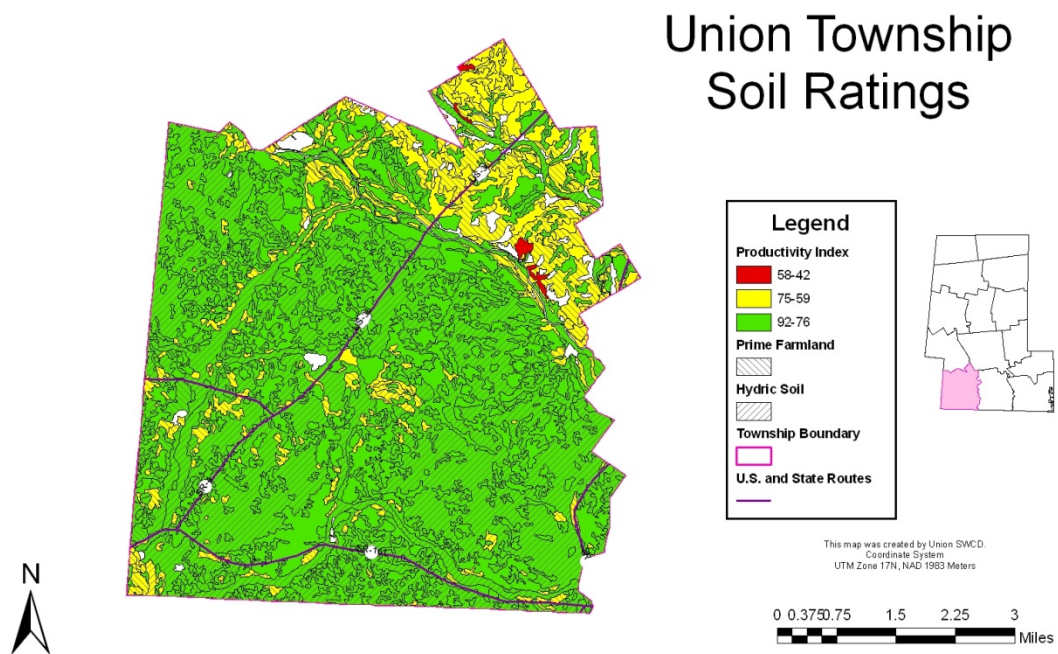 Union Township
Soil Ratings
Legend
Productivity Index
58-42
75-59
92-76
Prime Farmland
Hydric Soil
Township Boundary
U.S. and State Routes
This map was created by Union SWCD.
Coordinate System
UTM Zone 17N, NAD 1983 Meters
N
0 0.375 0.75 1.5 2.25 3
Miles